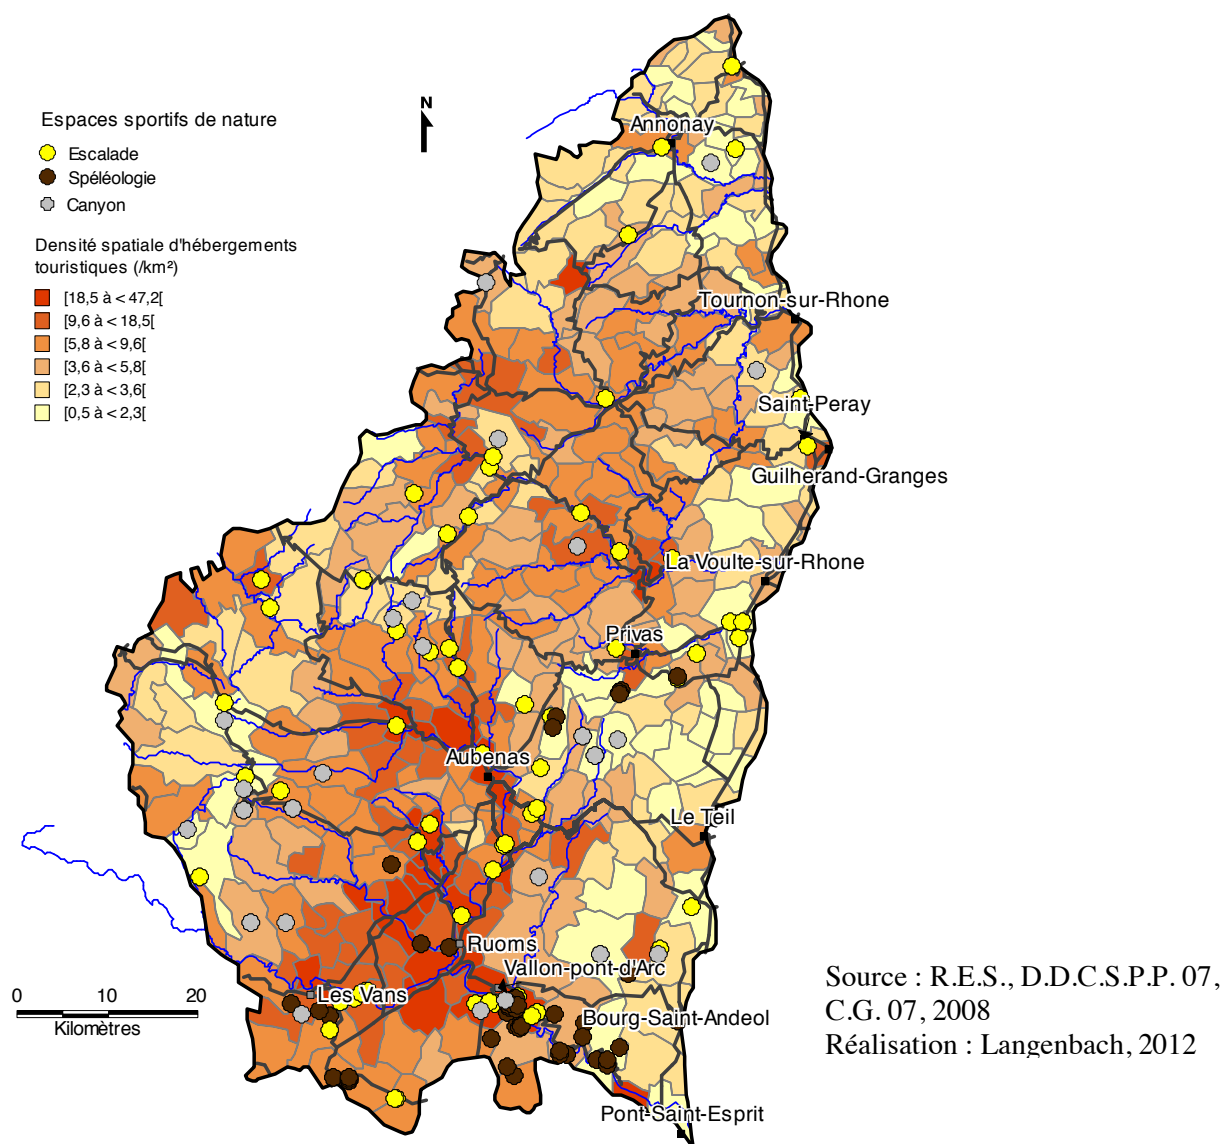 N
Espaces sportifs de nature
Escalade
Spéléologie
Canyon
Densité spatiale d'hébergements
touristiques (/km²)
[18,5 à < 47,2[
[9,6 à < 18,5[
[5,8 à < 9,6[
[3,6 à < 5,8[
[2,3 à < 3,6[
[0,5 à < 2,3[
Annonay
Tournon-sur-Rhone
Saint-Peray
Guilherand-Granges
La Voulte-sur-Rhone
Privas
Aubenas
Le Teil
Ruoms
Vallon-pont-d'Arc
Les Vans
Bourg-Saint-Andeol
Pont-Saint-Esprit
0 10 20
Kilomètres
Source : R.E.S., D.D.C.S.P.P. 07,
C.G. 07, 2008
Réalisation : Langenbach, 2012